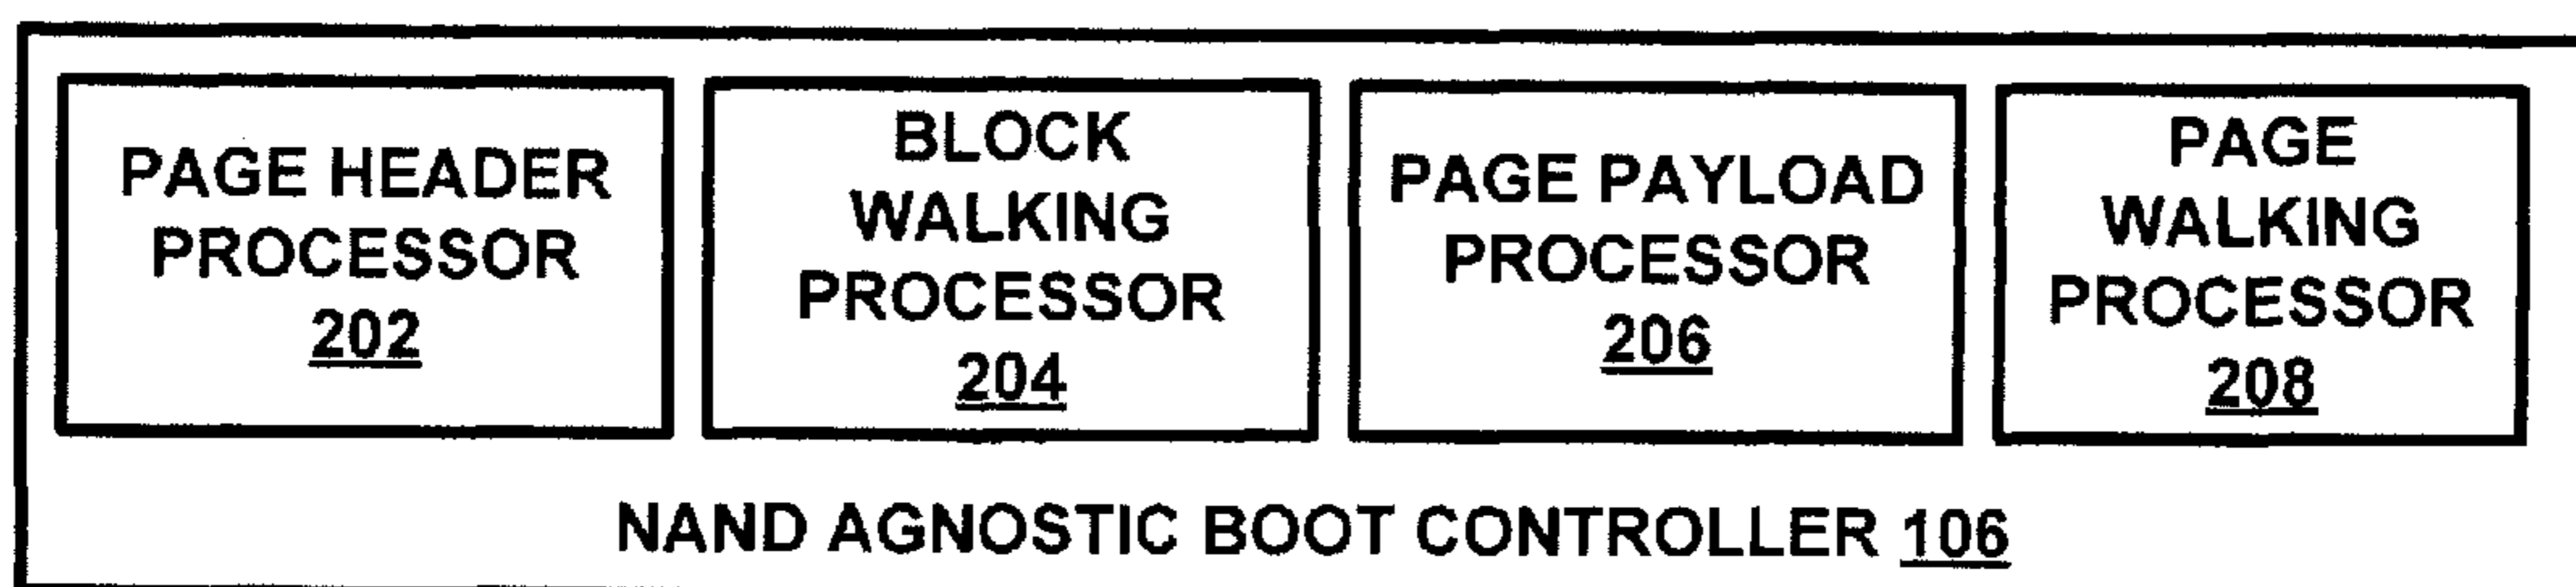 PAGE HEADER
PROCESSOR
202
BLOCK
WALKING
PROCESSOR
204
PAGE PAYLOAD
PROCESSOR
206
PAGE
WALKING
PROCESSOR
208
NAND AGNOSTIC BOOT CONTROLLER 106